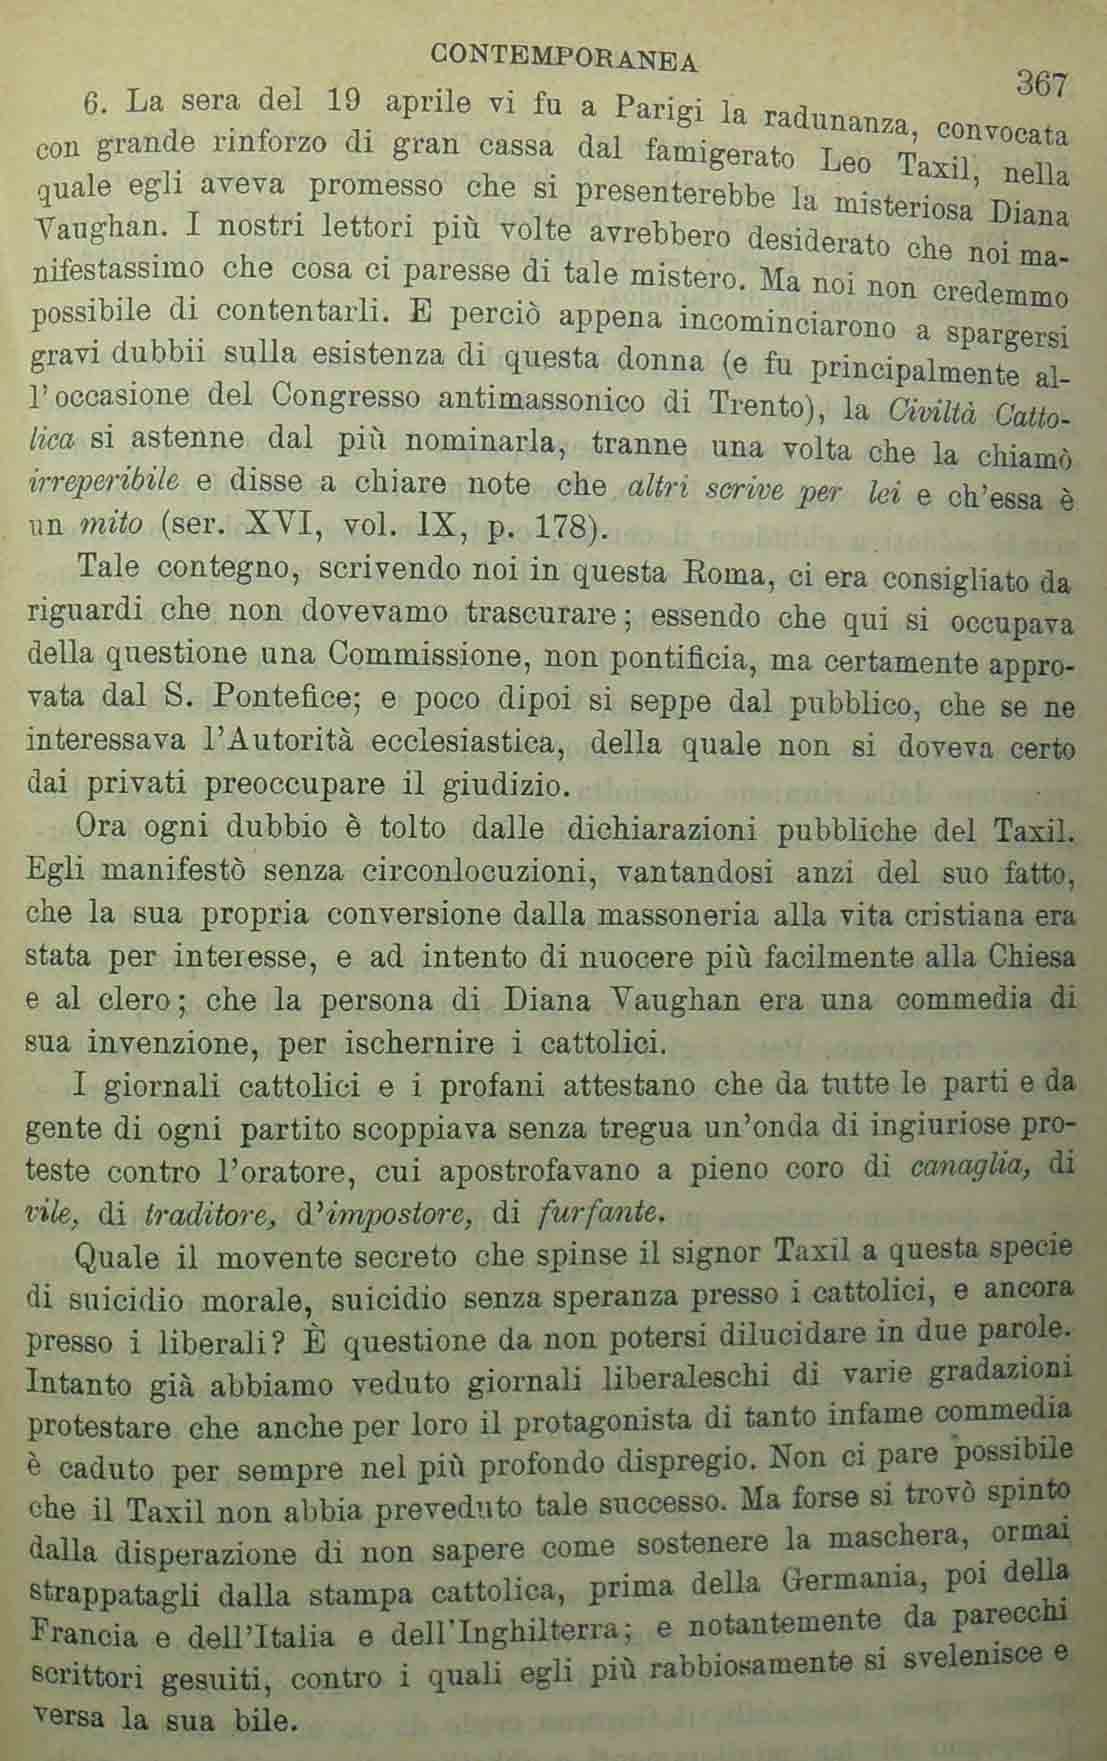 CONTEMPORANEA
367
6. La sera del 19 aprile vi fu a Parigi la radunanza, convocata
con grande rinforzo di gran cassa dal famigerato Leo Taxil, nella
quale egli aveva promesso che si presenterebbe la misteriosa Diana
Vaughan. I nostri lettori più volte avrebbero desiderato che noi ma-
nifestassimo che cosa ci paresse di tale mistero. Ma noi non credemmo
possibile di contentarli. E perciò appena incominciarono a spargersi
gravi dubbii sulla esistenza di questa donna (e fu principalmente al-
l'occasione del Congresso antimassonico di Trento), la Civiltà Catto-
lica si astenne dal più nominarla, tranne una volta che la chiamò
irreperibile e disse a chiare note che altri scrive per lei e ch'essa è
un mito (ser. XVI, vol. IX, p. 178).
Tale contegno, scrivendo noi in questa Roma, ci era consigliato da
riguardi che non dovevamo trascurare; essendo che qui si occupava
della questione una Commissione, non pontificia, ma certamente appro-
vata dal S. Pontefice; e poco dipoi si seppe dal pubblico, che se ne
interessava l'Autorità ecclesiastica, della quale non si doveva certo
dai privati preoccupare il giudizio.
Ora ogni dubbio è tolto dalle dichiarazioni pubbliche del Taxil.
Egli manifestò senza circonlocuzioni, vantandosi anzi del suo fatto,
che la sua propria conversione dalla massoneria alla vita cristiana era
stata per interesse, e ad intento di nuocere più facilmente alla Chiesa
e al clero; che la persona di Diana Vaughan era una commedia di
sua invenzione, per ischernire i cattolici.
I giornali cattolici e i profani attestano che da tutte le parti e da
gente di ogni partito scoppiava senza tregua un'onda di ingiuriose pro-
teste contro l'oratore, cui apostrofavano a pieno coro di canaglia, di
vile, di traditore, d'impostore, di furfante.
Quale il movente secreto che spinse il signor Taxil a questa specie
di suicidio morale, suicidio senza speranza presso i cattolici, e ancora
presso i liberali? È questione da non potersi dilucidare in due parole.
Intanto già abbiamo veduto giornali liberaleschi di varie gradazioni
protestare che anche per loro il protagonista di tanto infame commedia
è caduto per sempre nel più profondo dispregio. Non ci pare possibile
che il Taxil non abbia preveduto tale successo. Ma forse si trovò spinto
dalla disperazione di non sapere come sostenere la maschera, ormai
strappatagli dalla stampa cattolica, prima della Germania, poi della
Francia e dell'Italia e dell'Inghilterra; e notantemente da parecchi
scrittori gesuiti, contro i quali egli più rabbiosamente si svelenisce e
versa la sua bile.